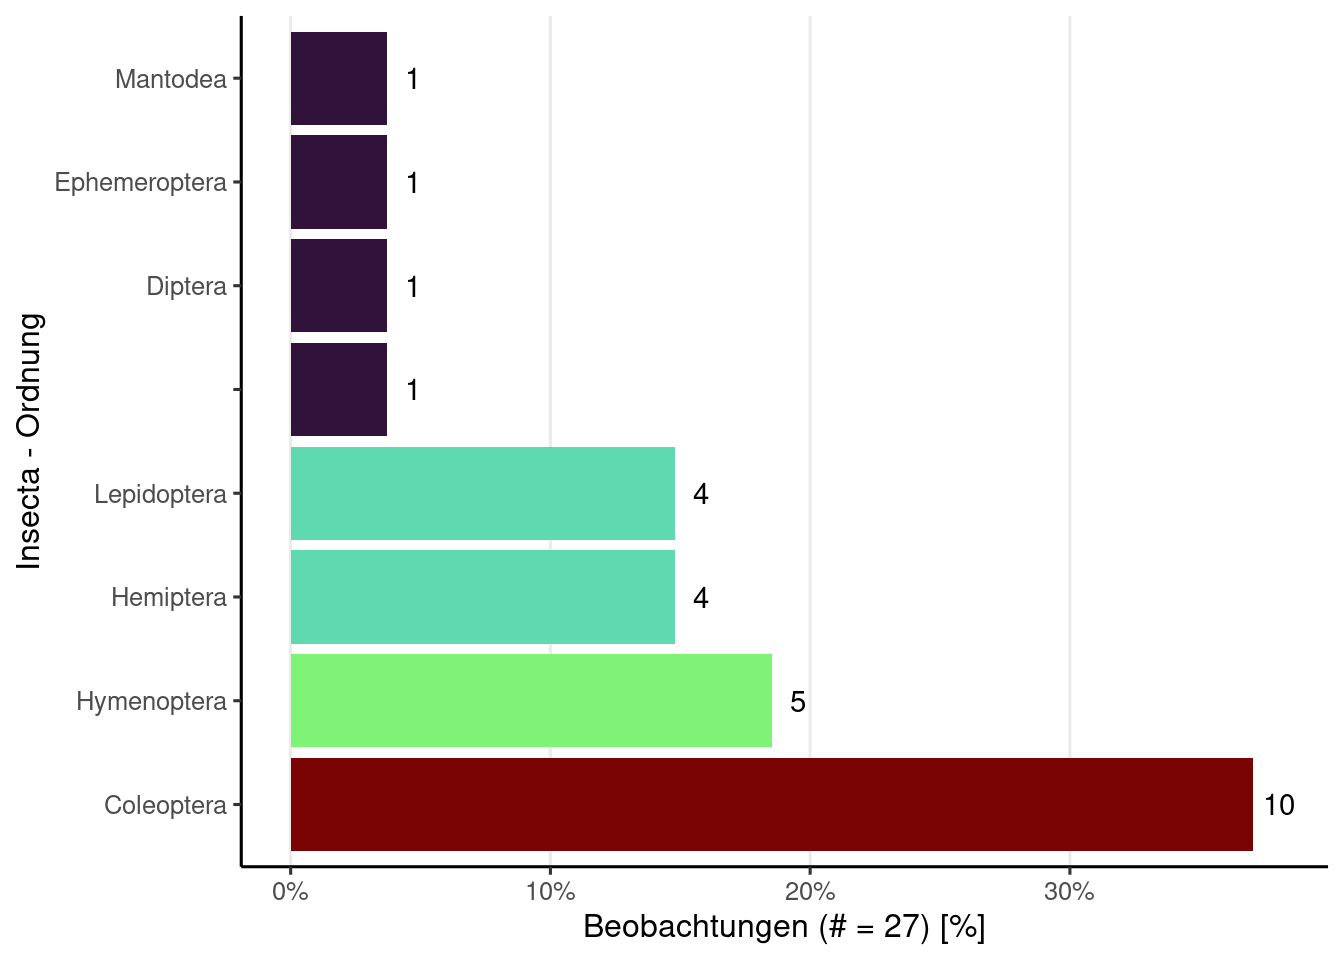 Insecta - Ordnung
Mantodea 1
Ephemeroptera 1
Diptera 1
1
Lepidoptera 4
Hemiptera 4
Hymenoptera 5
Coleoptera 10
0% 10% 20% 30%
Beobachtungen (# = 27) [%]